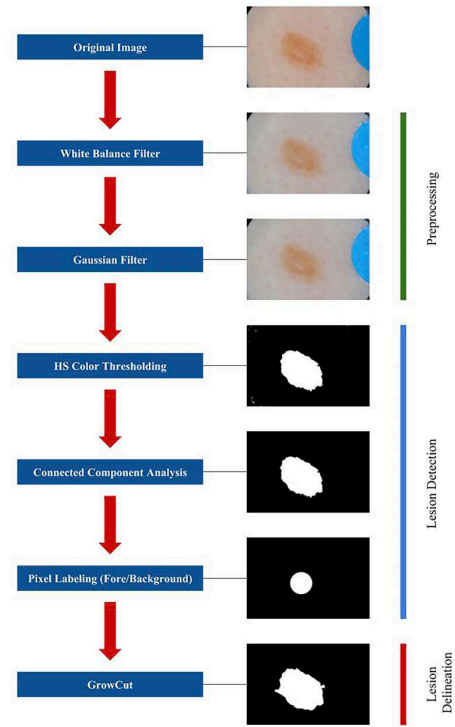 Original Image
White Balance Filter
Gaussian Filter
Preprocessing
HS Color Thresholding
Connected Component Analysis
Pixel Labeling (Fore/Background)
Lesion Detection
GrowCut
Lesion
Delineation